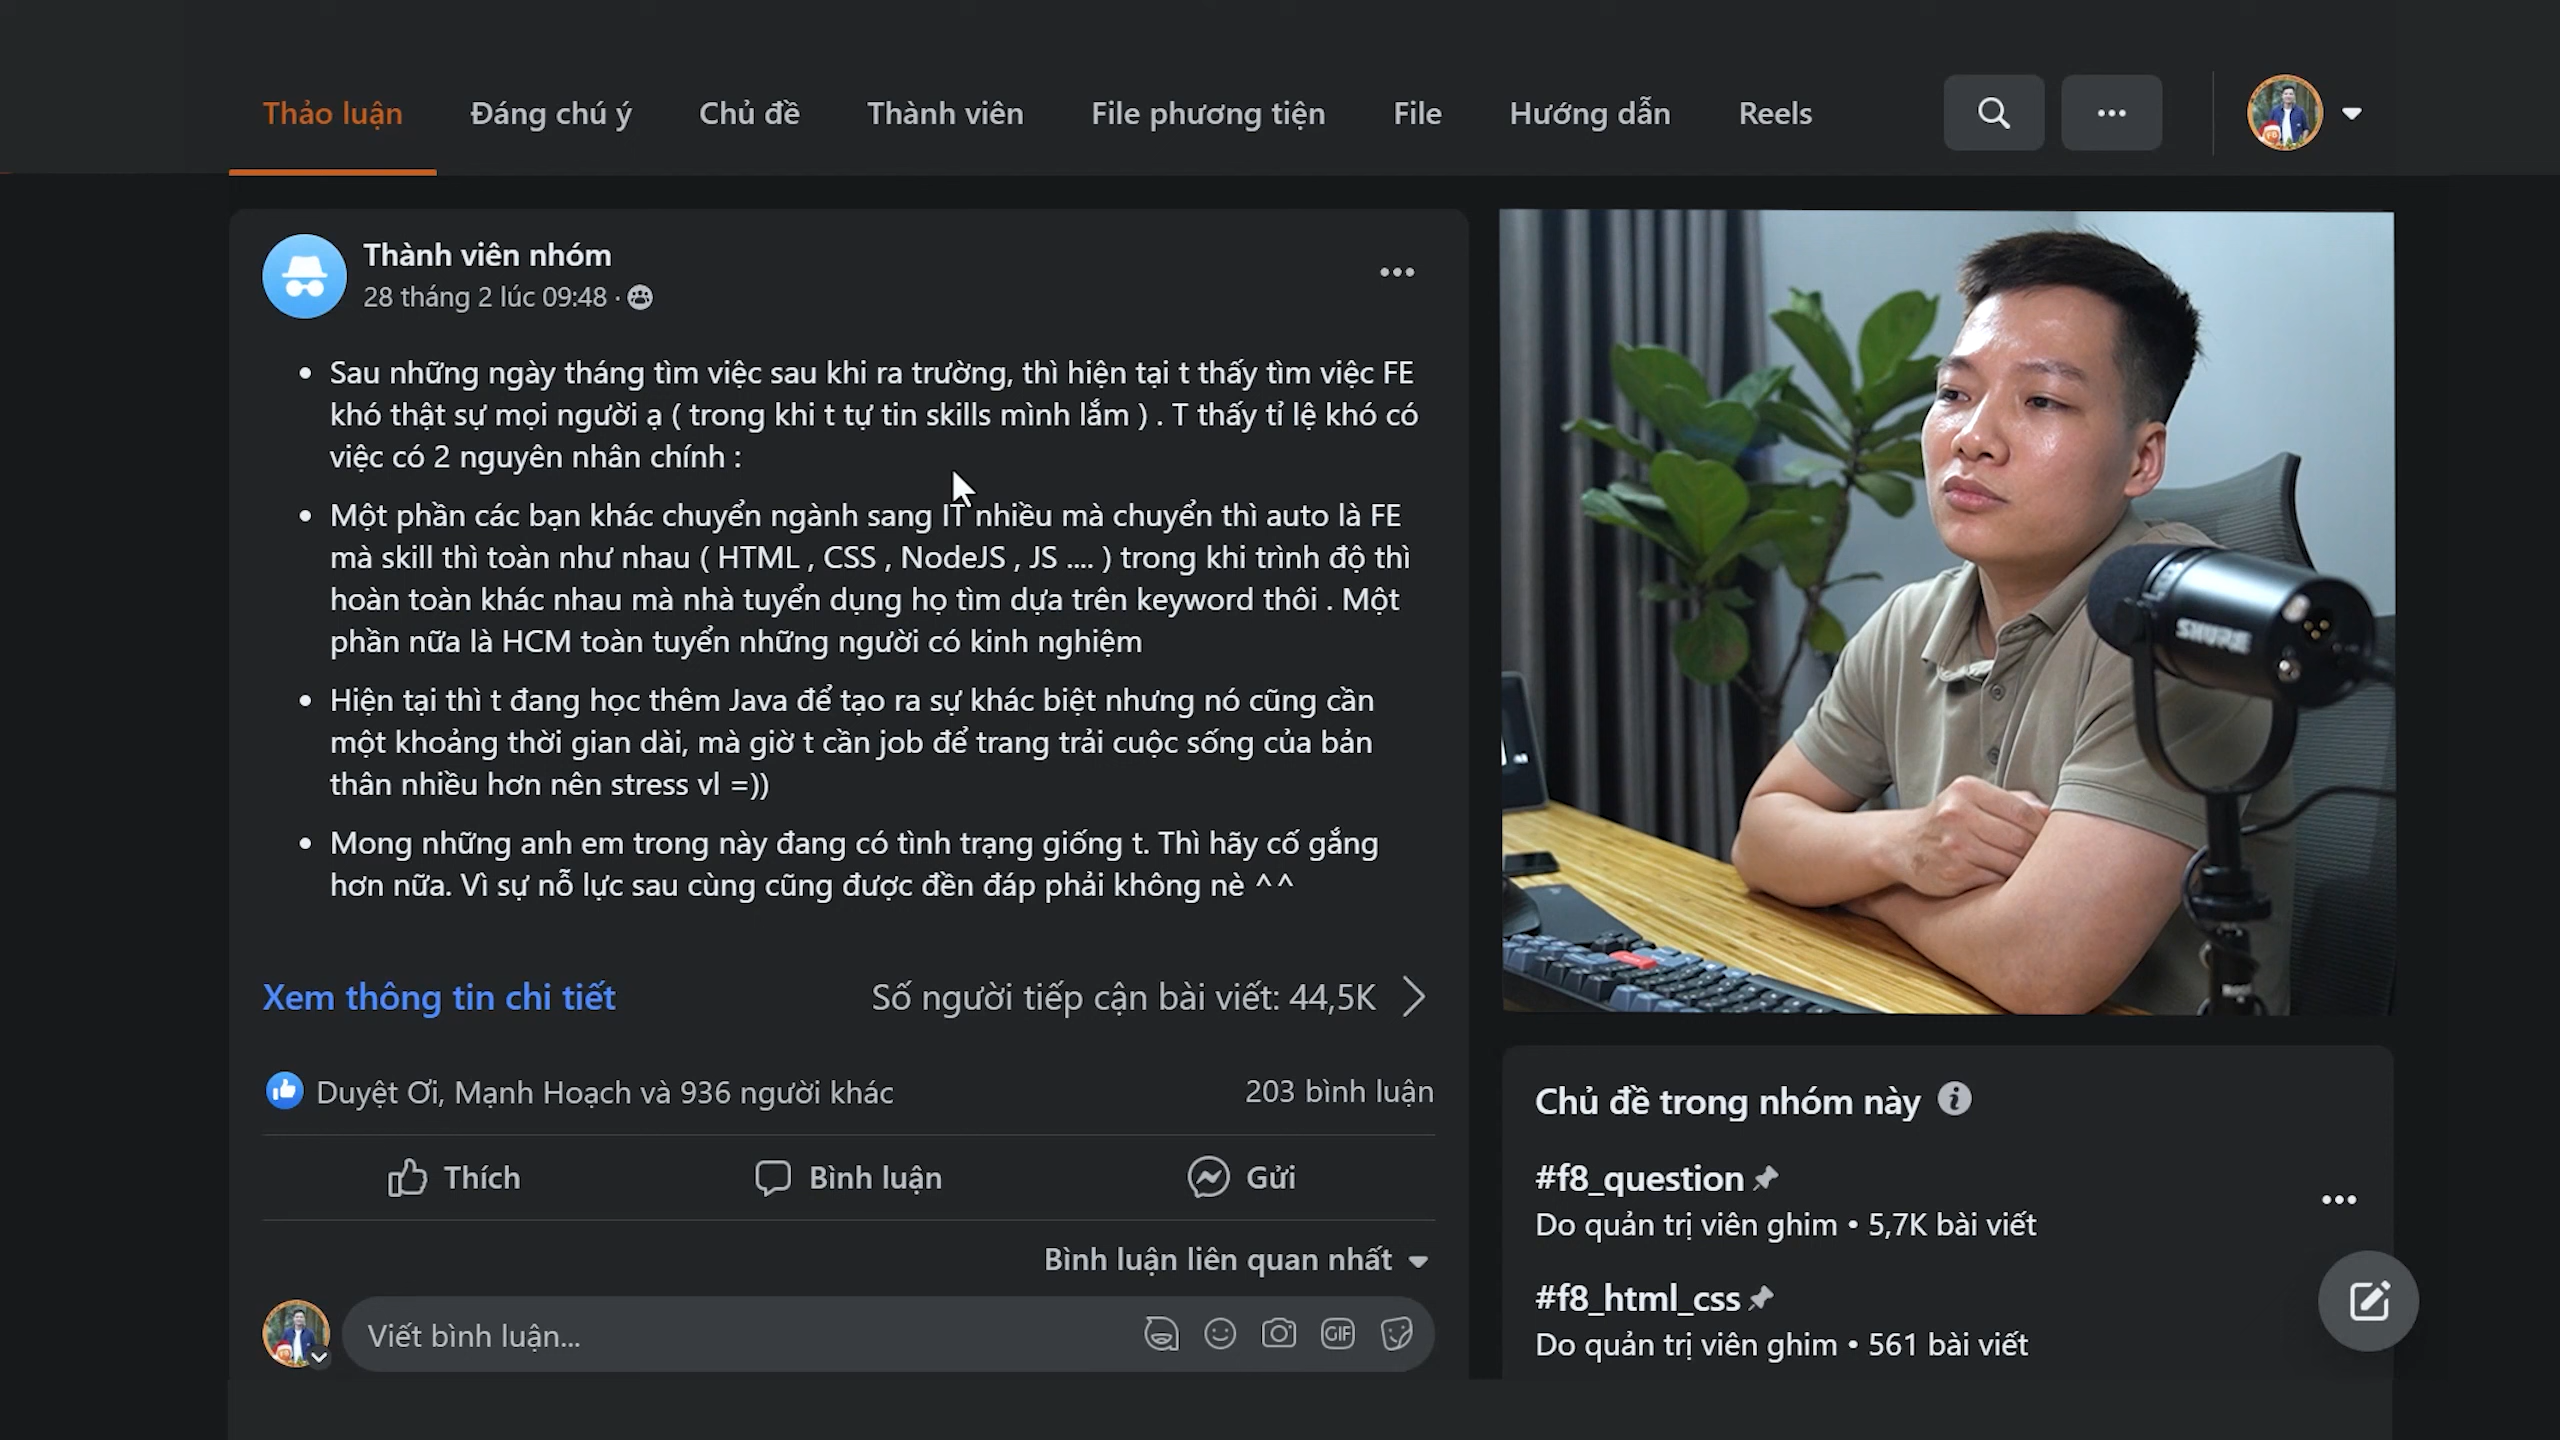 Thảo luận Đáng chú ý Chủ đề Thành viên File phương tiện File Hướng dẫn Reels
Thành viên nhóm
28 tháng 2 lúc 09:48 ·
• Sau những ngày tháng tìm việc sau khi ra trường, thì hiện tại t thấy tìm việc FE
khó thật sự mọi người ạ ( trong khi t tự tin skills mình lắm ) . T thấy tỉ lệ khó có
việc có 2 nguyên nhân chính :
• Một phần các bạn khác chuyển ngành sang IT nhiều mà chuyển thì auto là FE
mà skill thì toàn như nhau ( HTML , CSS , NodeJS , JS .... ) trong khi trình độ thì
hoàn toàn khác nhau mà nhà tuyển dụng họ tìm dựa trên keyword thôi . Một
phần nữa là HCM toàn tuyển những người có kinh nghiệm
• Hiện tại thì t đang học thêm Java để tạo ra sự khác biệt nhưng nó cũng cần
một khoảng thời gian dài, mà giờ t cần job để trang trải cuộc sống của bản
thân nhiều hơn nên stress vl =))
• Mong những anh em trong này đang có tình trạng giống t. Thì hãy cố gắng
hơn nữa. Vì sự nỗ lực sau cùng cũng được đền đáp phải không nè ^^
Xem thông tin chi tiết Số người tiếp cận bài viết: 44,5K
Duyệt Ơi, Mạnh Hoạch và 936 người khác 203 bình luận
Thích Bình luận Gửi
Bình luận liên quan nhất
Viết bình luận...
GIF
SHURE
Chủ đề trong nhóm này
#f8_question
Do quản trị viên ghim • 5,7K bài viết
#f8_html_css
Do quản trị viên ghim • 561 bài viết